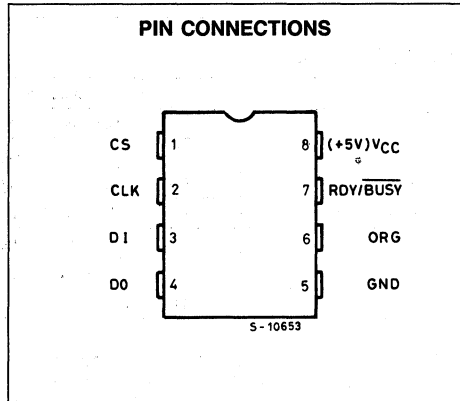 PIN CONNECTIONS
CS 1 8 (+5V)VCC
CLK 2 7 RDY/BUSY
DI 3 6 ORG
DO 4 5 GND
S-10653